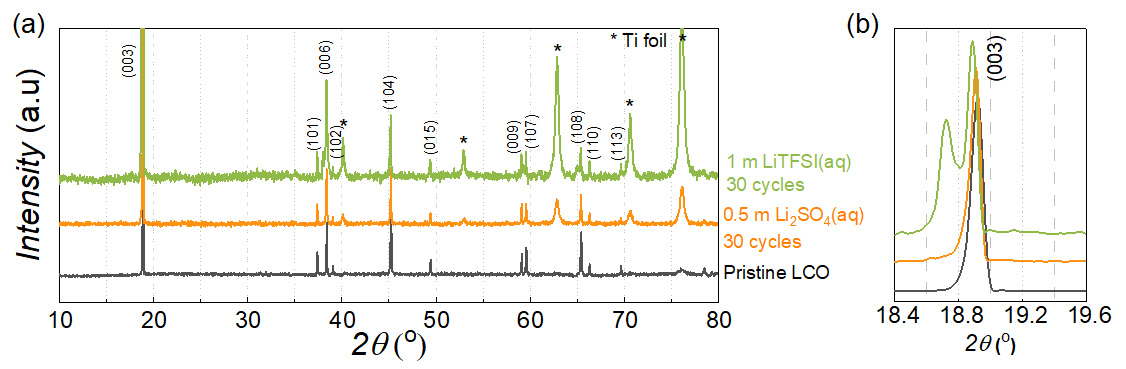 (a)
Intensity (a.u)
(003)
(101)
(006)
(102)
*
(104)
(015)
*
(009)
(107)
*
(108)
(110)
(113)
*
* Ti foil
*
1 m LiTFSI(aq)
30 cycles
0.5 m Li₂SO₄(aq)
30 cycles
Pristine LCO
10 20 30 40 50 60 70 80
2θ (°)
(b)
(003)
18.4 18.8 19.2 19.6
2θ (°)